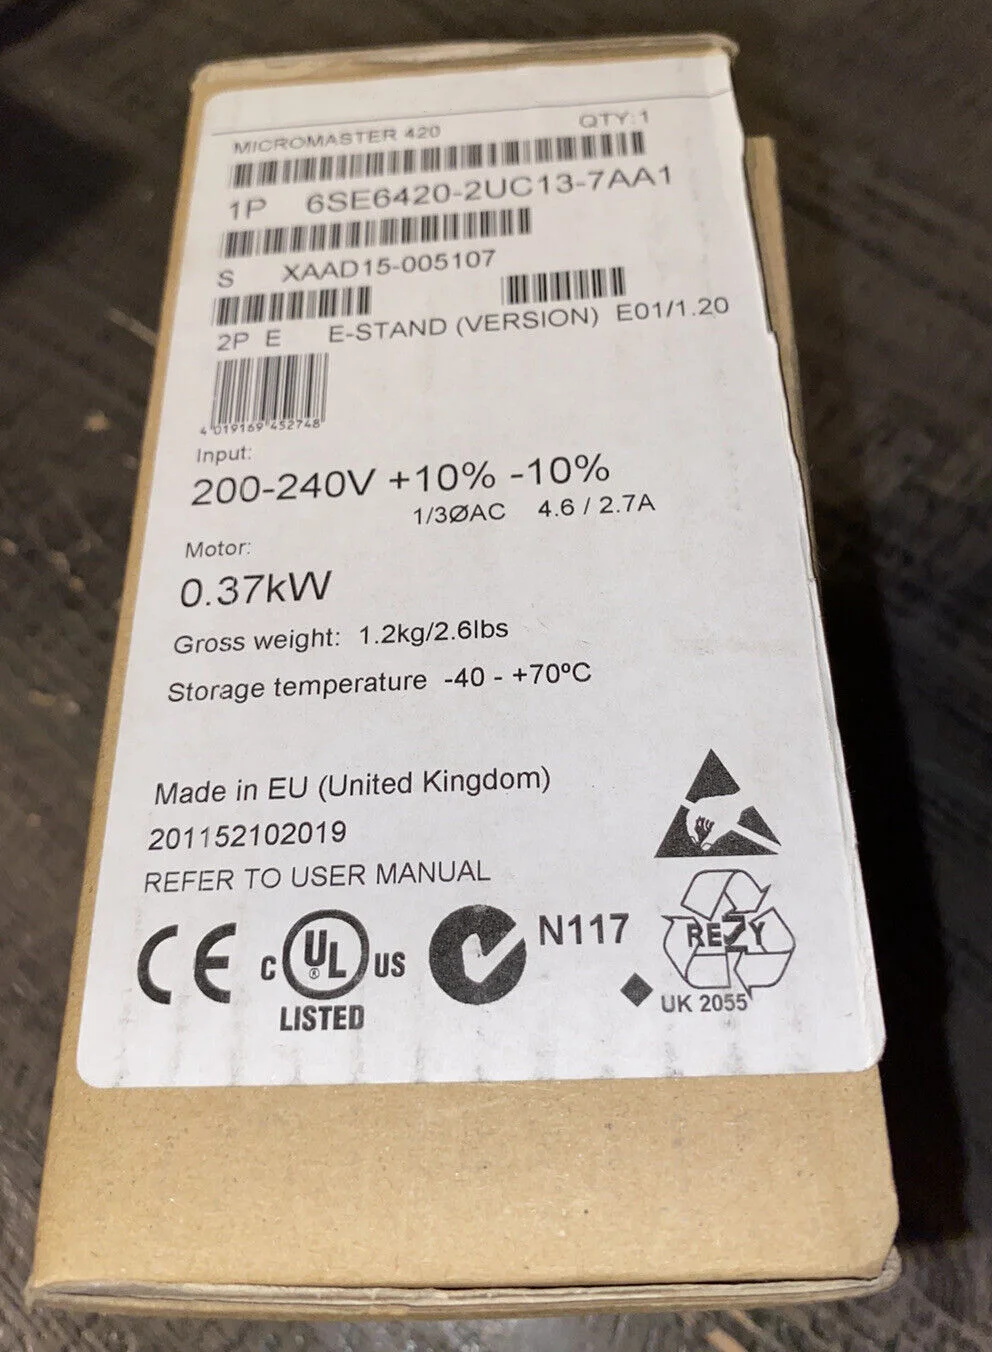 MICROMASTER 420 QTY:1
1P 6SE6420-2UC13-7AA1
S XAAD15-005107
2P E E-STAND (VERSION) E01/1.20
4 019169 452748
Input:
200-240V +10% -10%
1/3ØAC 4.6 / 2.7A
Motor:
0.37kW
Gross weight: 1.2kg/2.6lbs
Storage temperature -40 - +70ºC
Made in EU (United Kingdom)
201152102019
REFER TO USER MANUAL
CE C UL ® US N117 RE7Y
LISTED UK 2055